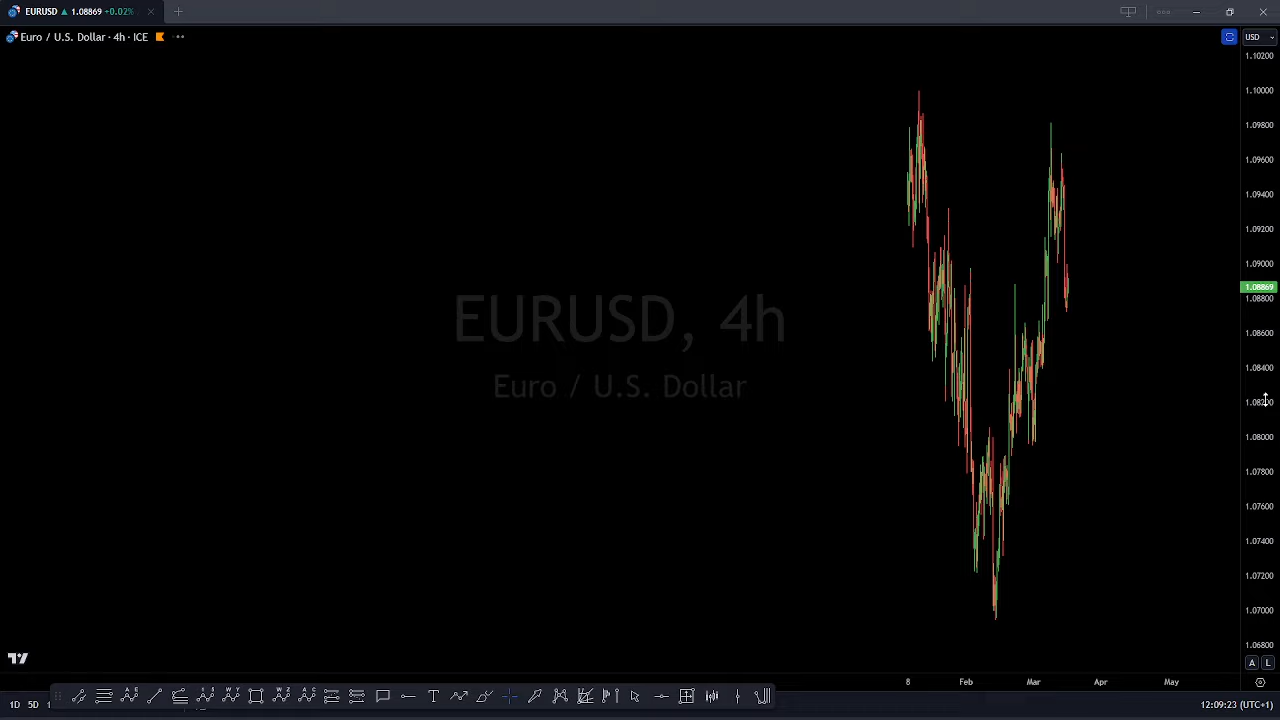 EURUSD ▲ 1.08869 +0.02%
Euro / U.S. Dollar · 4h · ICE
USD
1.10200
1.10000
1.09800
1.09600
1.09400
1.09200
1.09000
1.08869
1.08800
1.08600
1.08400
1.08200
1.08000
1.07800
1.07600
1.07400
1.07200
1.07000
1.06800
EURUSD, 4h
Euro / U.S. Dollar
A L
8 Feb Mar Apr May
1D 5D
12:09:23 (UTC+1)